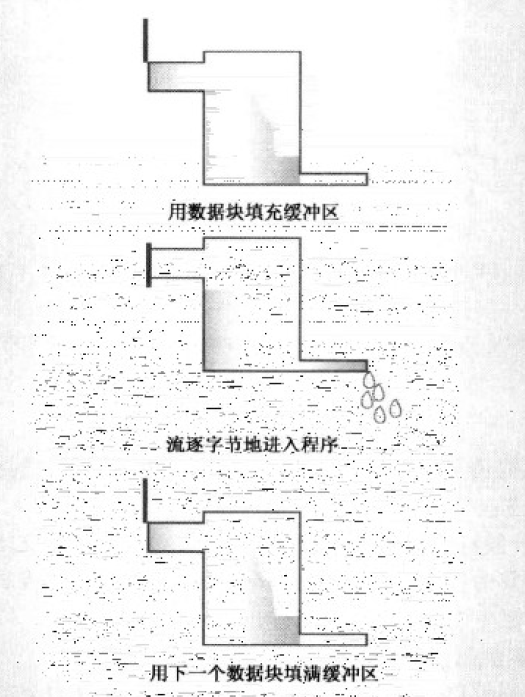 用数据块填充缓冲区
流逐字节地进入程序
用下一个数据块填满缓冲区